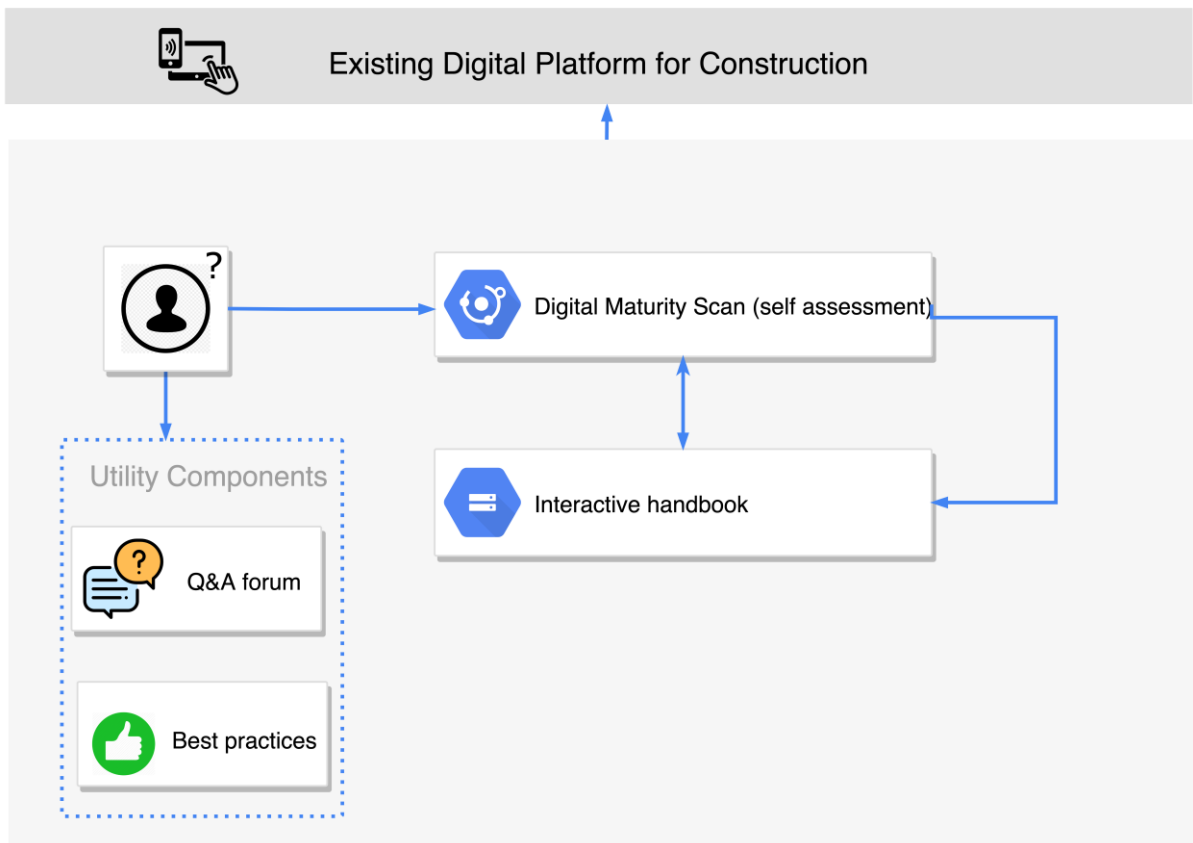 Existing Digital Platform for Construction
?
Digital Maturity Scan (self assessment)
Utility Components
Interactive handbook
?
Q&A forum
Best practices